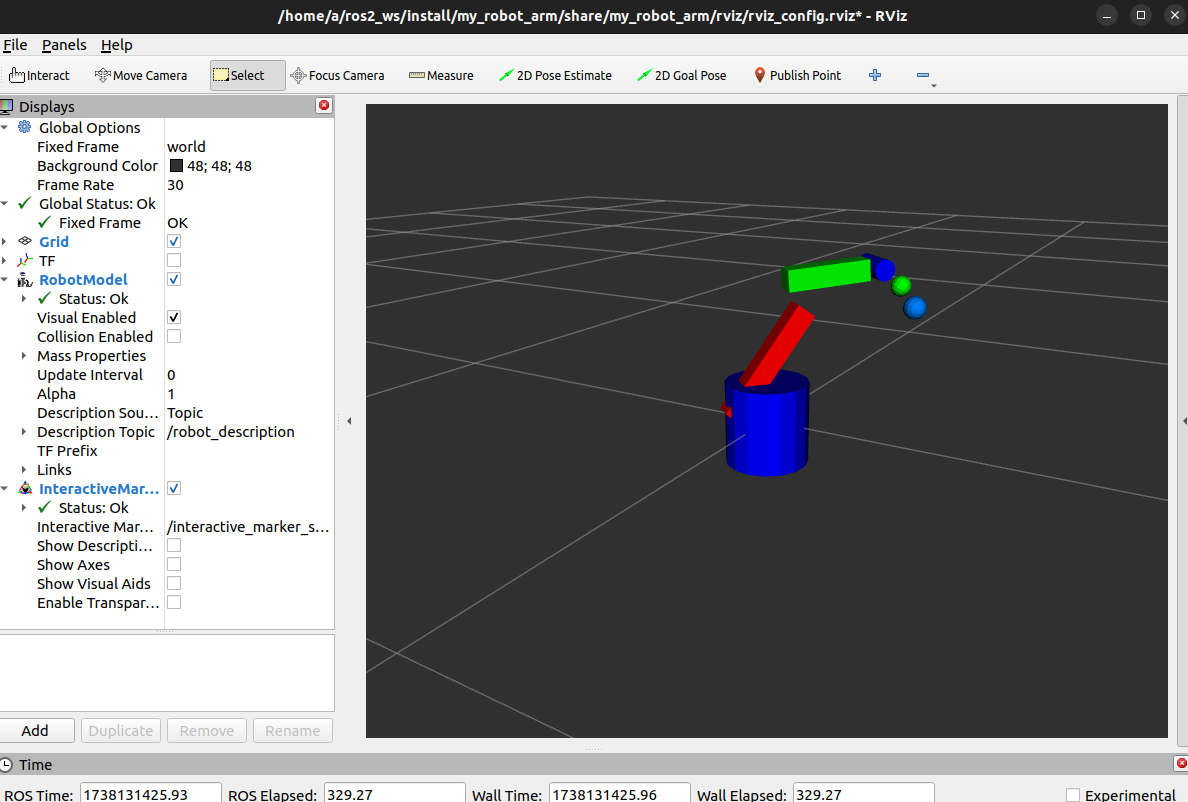 /home/a/ros2_ws/install/my_robot_arm/share/my_robot_arm/rviz/rviz_config.rviz* - RViz
File Panels Help
Interact Move Camera Select Focus Camera Measure 2D Pose Estimate 2D Goal Pose Publish Point
Displays
Global Options
Fixed Frame world
Background Color 48; 48; 48
Frame Rate 30
Global Status: Ok
Fixed Frame OK
Grid
TF
RobotModel
Status: Ok
Visual Enabled
Collision Enabled
Mass Properties
Update Interval 0
Alpha 1
Description Sou... Topic
Description Topic /robot_description
TF Prefix
Links
InteractiveMar...
Status: Ok
Interactive Mar... /interactive_marker_s...
Show Descripti...
Show Axes
Show Visual Aids
Enable Transpar...
Add Duplicate Remove Rename
Time
ROS Time: 1738131425.93 ROS Elapsed: 329.27 Wall Time: 1738131425.96 Wall Elapsed: 329.27 Experimental